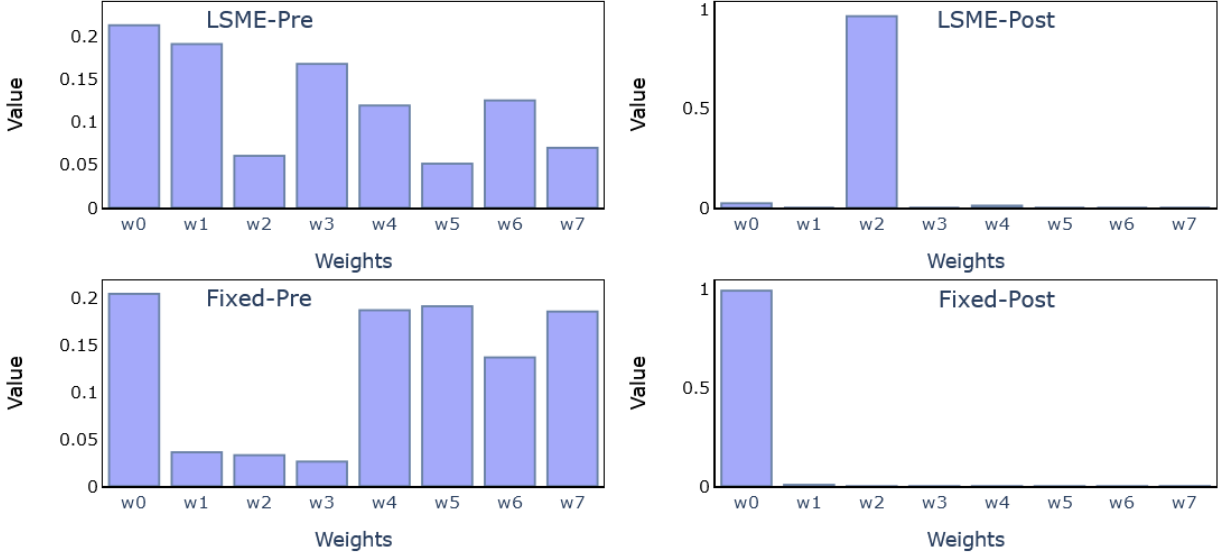 LSME-Pre
Value
0.2
0.15
0.1
0.05
0
w0 w1 w2 w3 w4 w5 w6 w7
Weights
LSME-Post
Value
1
0.5
0
w0 w1 w2 w3 w4 w5 w6 w7
Weights
Fixed-Pre
Value
0.2
0.15
0.1
0.05
0
w0 w1 w2 w3 w4 w5 w6 w7
Weights
Fixed-Post
Value
1
0.5
0
w0 w1 w2 w3 w4 w5 w6 w7
Weights